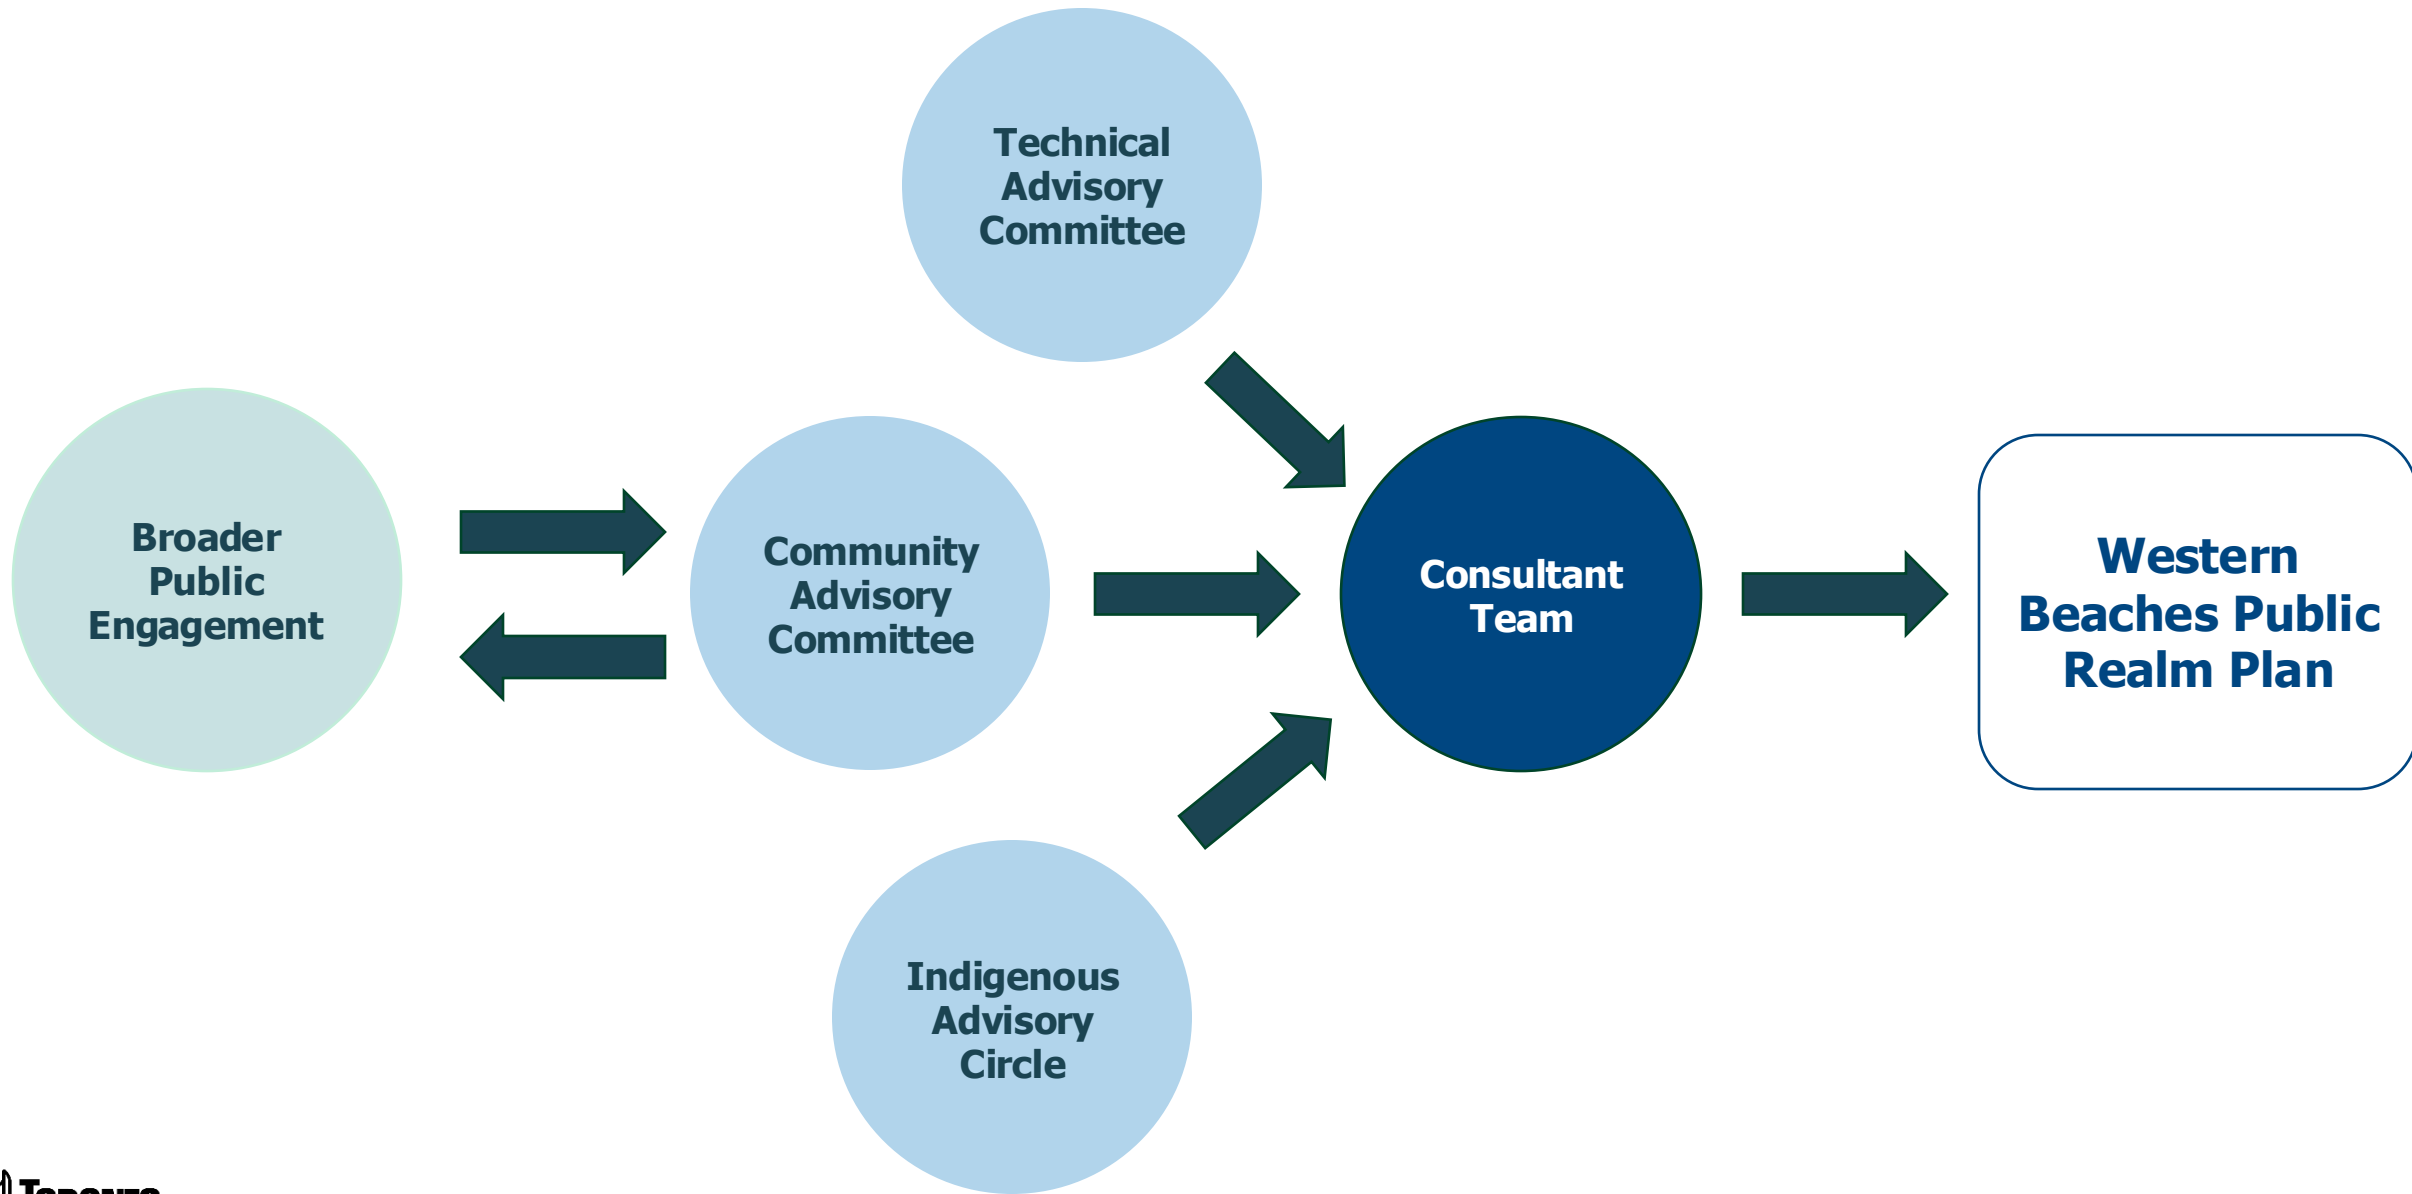 Technical
Advisory
Committee
Broader
Public
Engagement
Community
Advisory
Committee
Consultant
Team
Western
Beaches Public
Realm Plan
Indigenous
Advisory
Circle
TORONTO